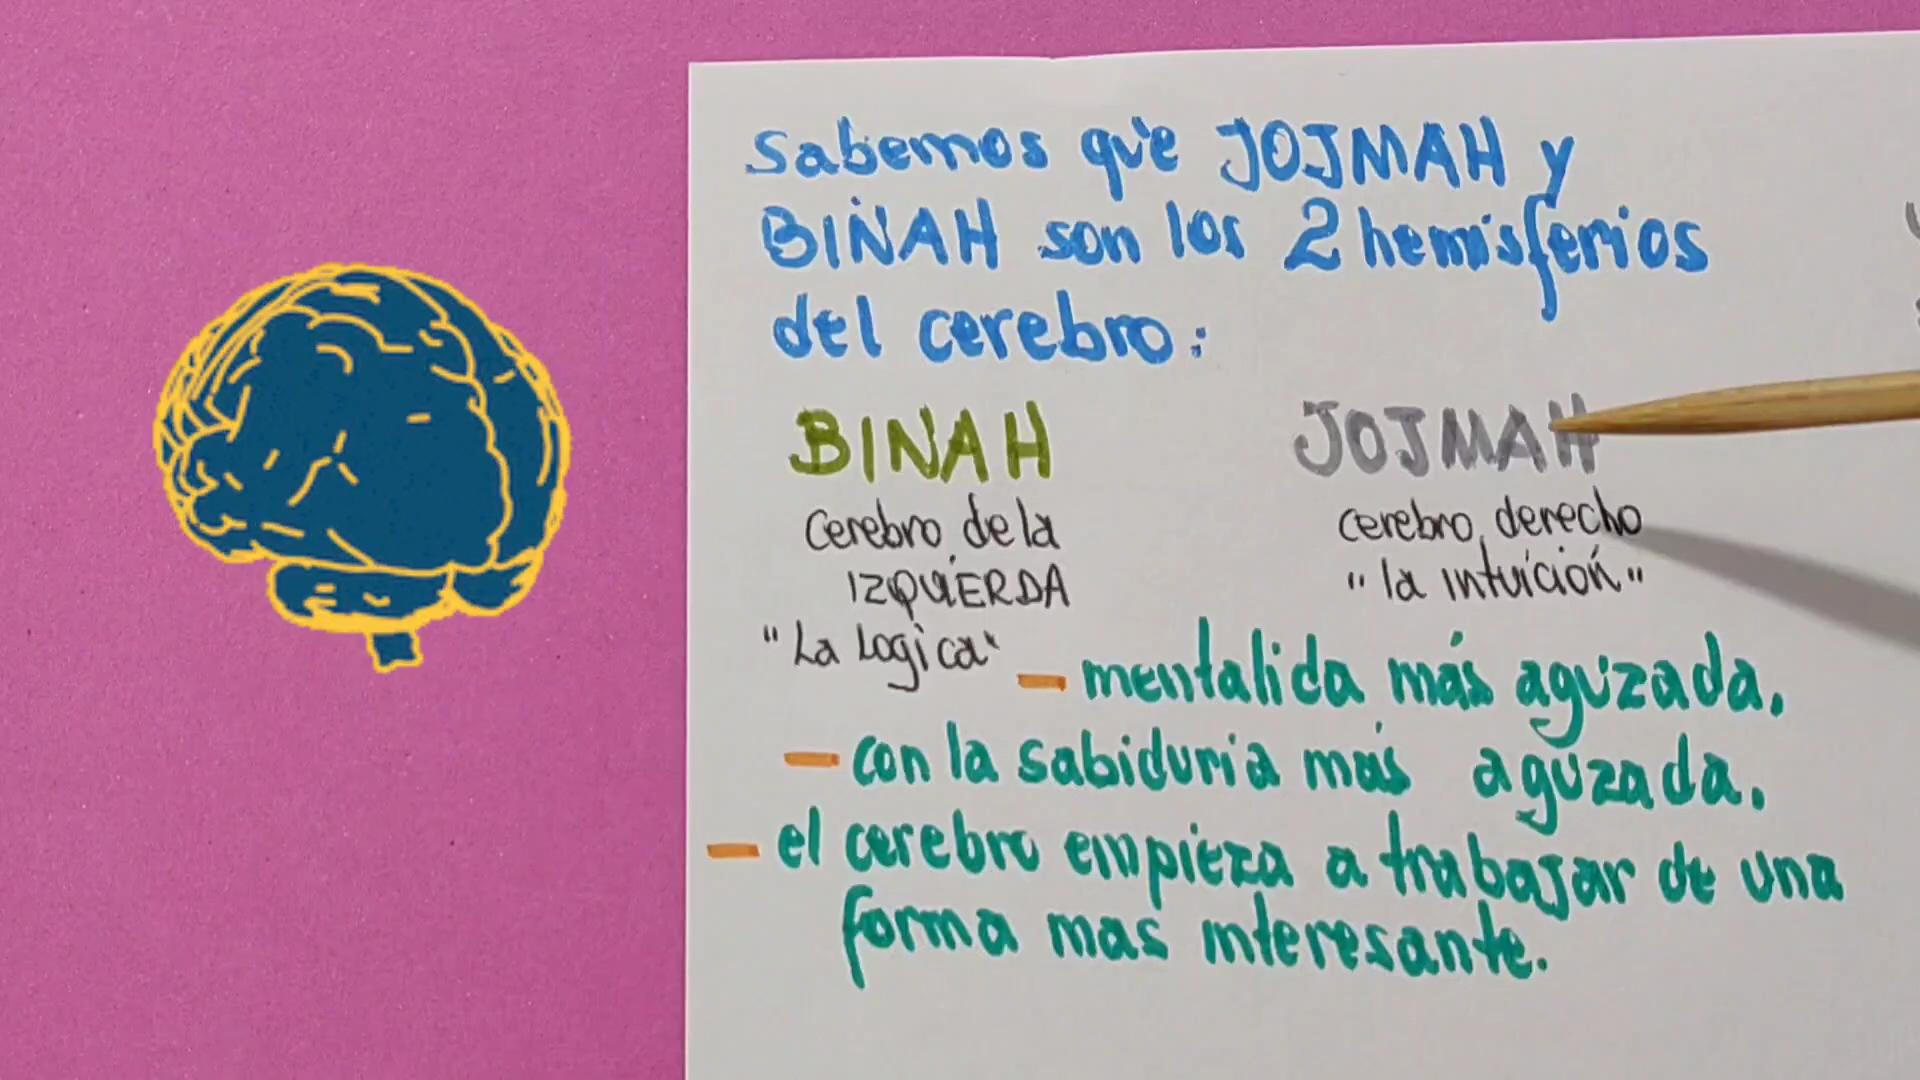 Sabemos que JOJMAH y
BINAH son los 2 hemisferios
del cerebro:
BINAH JOJMAH
cerebro de la cerebro derecho
IZQUIERDA "la intuición"
"La Logica"
- mentalida más aguzada.
- con la sabiduria más aguzada.
- el cerebro empieza a trabajar de una
forma mas interesante.